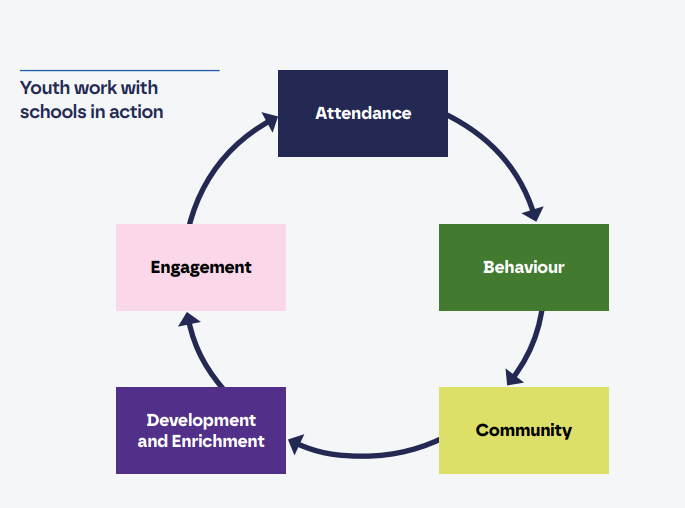 Youth work with
schools in action
Attendance
Engagement
Behaviour
Development
and Enrichment
Community